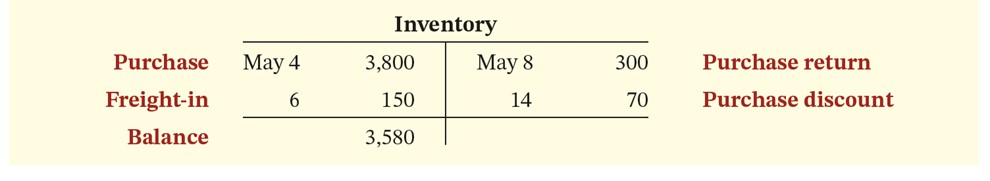 Inventory
Purchase May 4 3,800 May 8 300 Purchase return
Freight-in 6 150 14 70 Purchase discount
Balance 3,580